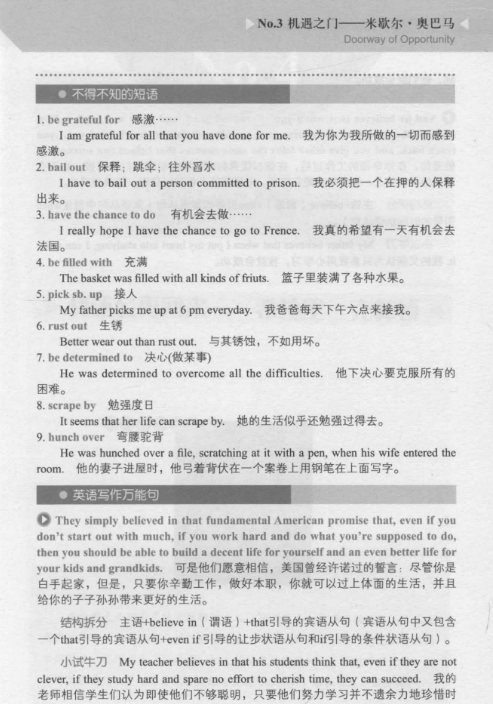 No.3 机遇之门——米歇尔·奥巴马
Doorway of Opportunity
不得不知的短语
1. be grateful for 感激……
I am grateful for all that you have done for me. 我为你为我所做的一切而感到
感激。
2. bail out 保释；跳伞；往外舀水
I have to bail out a person committed to prison. 我必须把一个在押的人保释
出来。
3. have the chance to do 有机会去做……
I really hope I have the chance to go to Frence. 我真的希望有一天有机会去
法国。
4. be filled with 充满
The basket was filled with all kinds of friuts. 篮子里装满了各种水果。
5. pick sb. up 接人
My father picks me up at 6 pm everyday. 我爸爸每天下午六点来接我。
6. rust out 生锈
Better wear out than rust out. 与其锈蚀，不如用坏。
7. be determined to 决心(做某事)
He was determined to overcome all the difficulties. 他下决心要克服所有的
困难。
8. scrape by 勉强度日
It seems that her life can scrape by. 她的生活似乎还勉强过得去。
9. hunch over 弯腰驼背
He was hunched over a file, scratching at it with a pen, when his wife entered the
room. 他的妻子进屋时，他弓着背伏在一个案卷上用钢笔在上面写字。
英语写作万能句
They simply believed in that fundamental American promise that, even if you
don't start out with much, if you work hard and do what you're supposed to do,
then you should be able to build a decent life for yourself and an even better life for
your kids and grandkids. 可是他们愿意相信，美国曾经许诺过的誓言：尽管你是
白手起家，但是，只要你辛勤工作，做好本职，你就可以过上体面的生活，并且
给你的子子孙孙带来更好的生活。
结构拆分 主语+believe in（谓语）+that引导的宾语从句（宾语从句中又包含
一个that引导的宾语从句+even if 引导的让步状语从句和if引导的条件状语从句）。
小试牛刀 My teacher believes in that his students think that, even if they are not
clever, if they study hard and spare no effort to cherish time, they can succeed. 我的
老师相信学生们认为即使他们不够聪明，只要他们努力学习并不遗余力地珍惜时